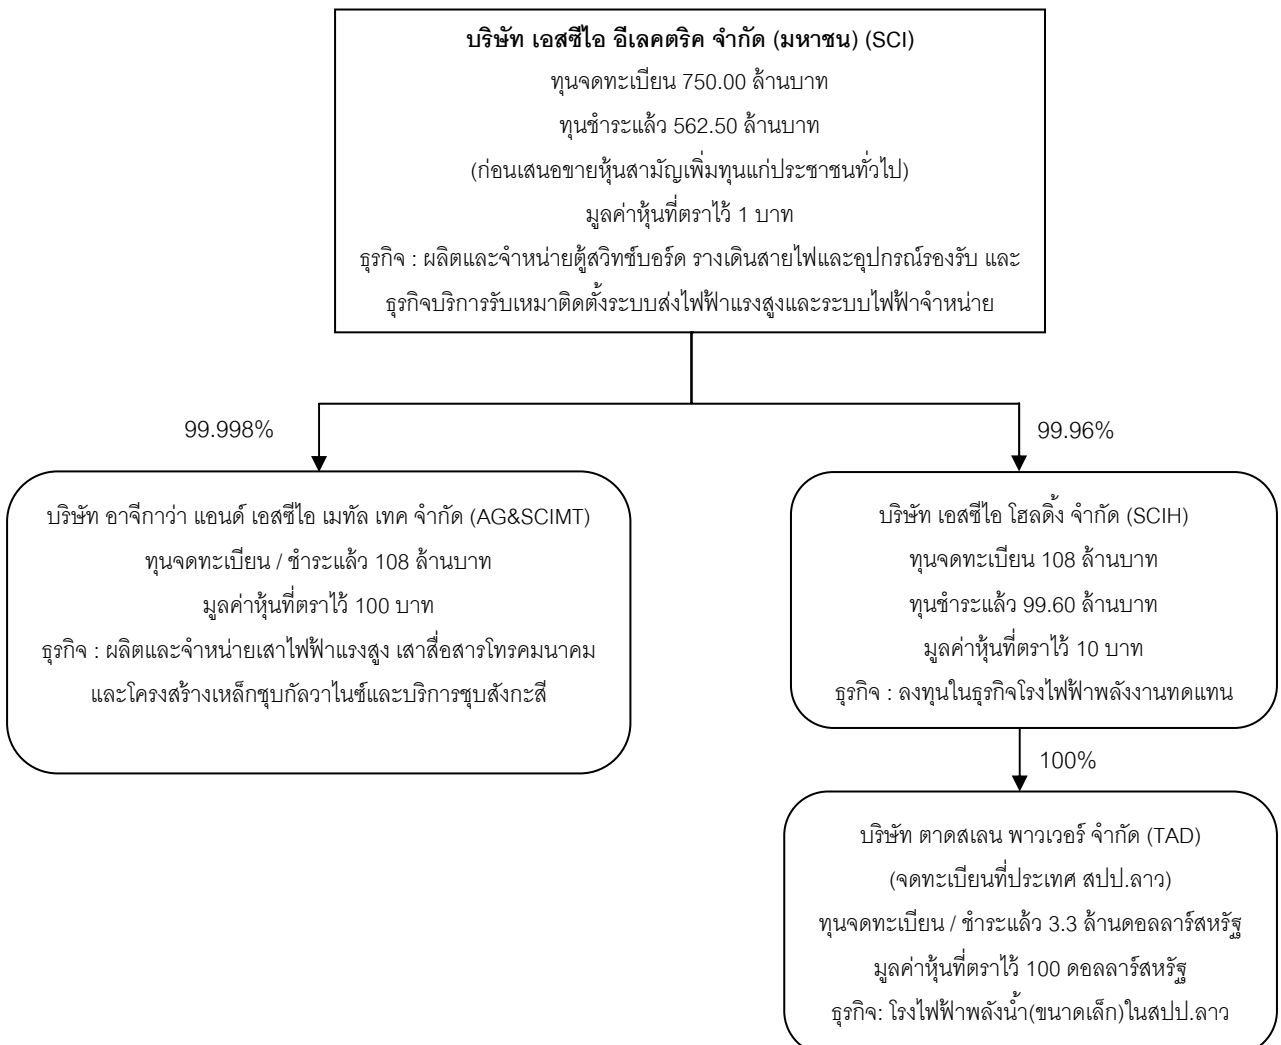 บริษัท เอสซีไอ อีเลคตริค จำกัด (มหาชน) (SCI)
ทุนจดทะเบียน 750.00 ล้านบาท
ทุนชำระแล้ว 562.50 ล้านบาท
(ก่อนเสนอขายหุ้นสามัญเพิ่มทุนแก่ประชาชนทั่วไป)
มูลค่าหุ้นที่ตราไว้ 1 บาท
ธุรกิจ : ผลิตและจำหน่ายตู้สวิทช์บอร์ด รางเดินสายไฟและอุปกรณ์รองรับ และ
ธุรกิจบริการรับเหมาติดตั้งระบบส่งไฟฟ้าแรงสูงและระบบไฟฟ้าจำหน่าย
99.998%
99.96%
บริษัท อาจีกาว่า แอนด์ เอสซีไอ เมทัล เทค จำกัด (AG&SCIMT)
ทุนจดทะเบียน / ชำระแล้ว 108 ล้านบาท
มูลค่าหุ้นที่ตราไว้ 100 บาท
ธุรกิจ : ผลิตและจำหน่ายเสาไฟฟ้าแรงสูง เสาสื่อสารโทรคมนาคม
และโครงสร้างเหล็กชุบกัลวาไนซ์และบริการชุบสังกะสี
บริษัท เอสซีไอ โฮลดิ้ง จำกัด (SCIH)
ทุนจดทะเบียน 108 ล้านบาท
ทุนชำระแล้ว 99.60 ล้านบาท
มูลค่าหุ้นที่ตราไว้ 10 บาท
ธุรกิจ : ลงทุนในธุรกิจโรงไฟฟ้าพลังงานทดแทน
100%
บริษัท ตาดสเลน พาวเวอร์ จำกัด (TAD)
(จดทะเบียนที่ประเทศ สปป.ลาว)
ทุนจดทะเบียน / ชำระแล้ว 3.3 ล้านดอลลาร์สหรัฐ
มูลค่าหุ้นที่ตราไว้ 100 ดอลลาร์สหรัฐ
ธุรกิจ: โรงไฟฟ้าพลังน้ำ(ขนาดเล็ก)ในสปป.ลาว